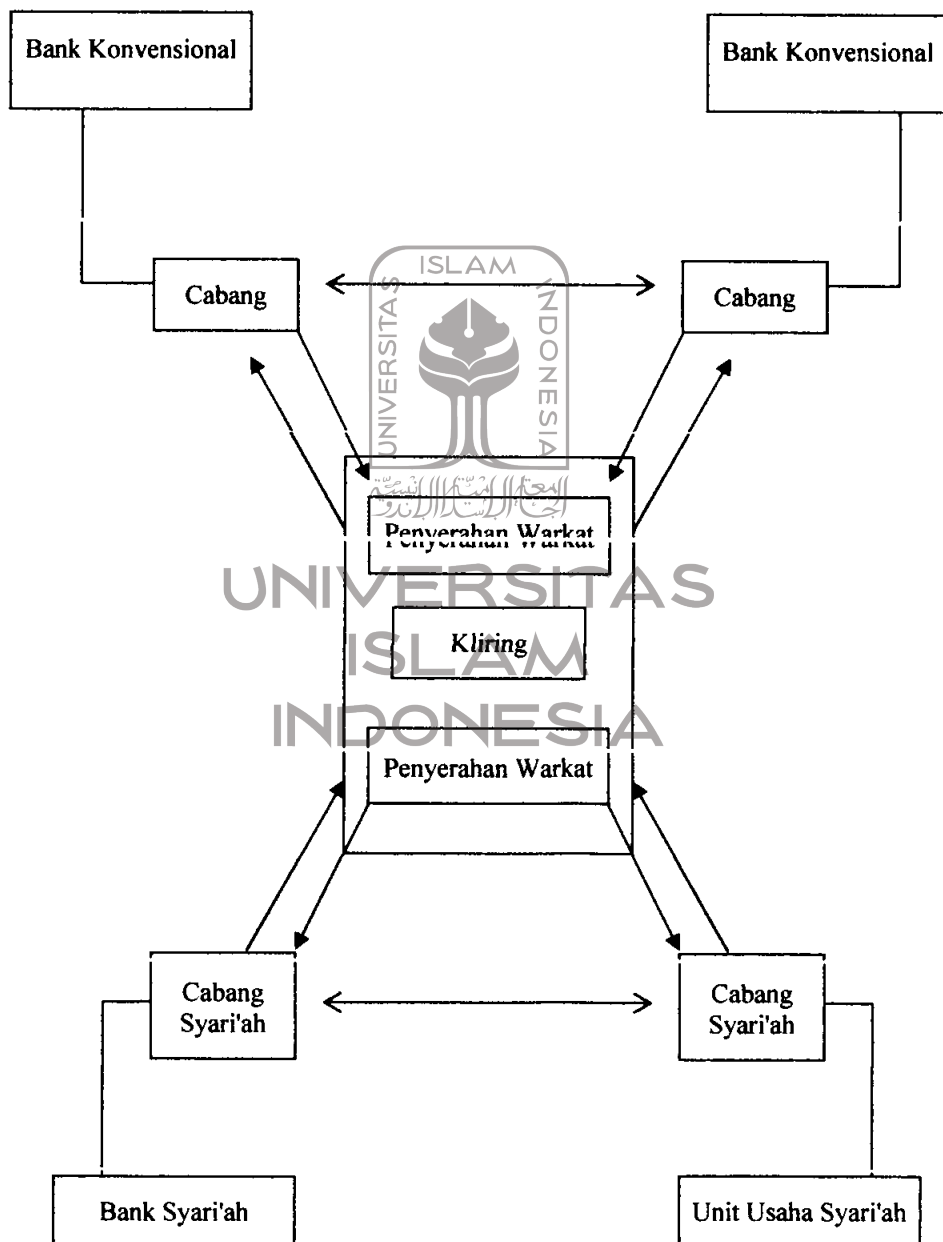 Bank Konvensional
Bank Konvensional
Cabang
Cabang
ISLAM
UNIVERSITAS
INDONESIA
Penyerahan Warkat
Kliring
Penyerahan Warkat
UNIVERSITAS
ISLAM
INDONESIA
Cabang
Syari'ah
Cabang
Syari'ah
Bank Syari'ah
Unit Usaha Syari'ah